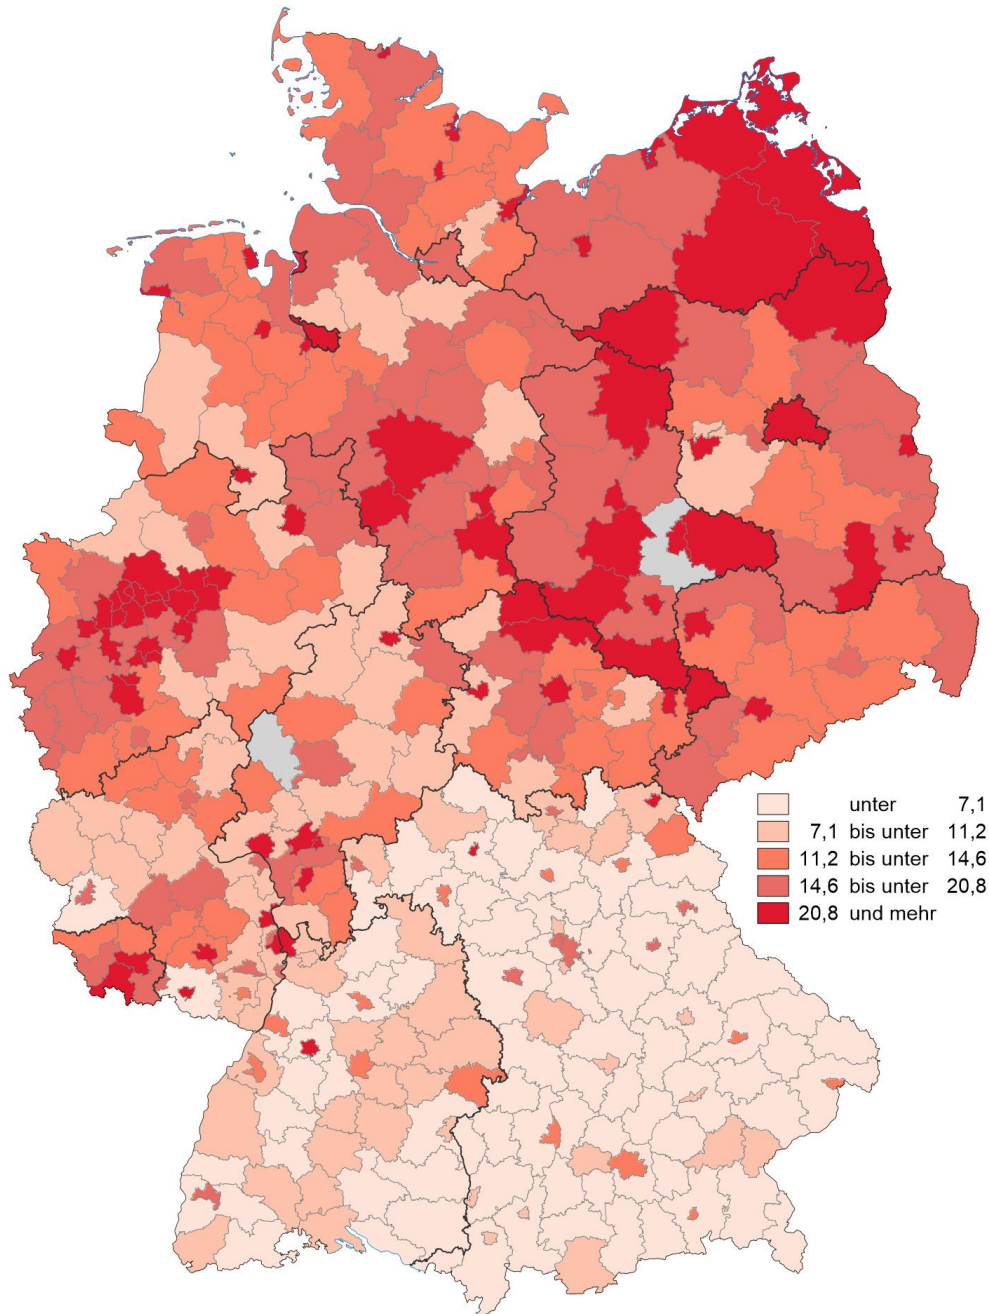 unter 7,1
7,1 bis unter 11,2
11,2 bis unter 14,6
14,6 bis unter 20,8
20,8 und mehr